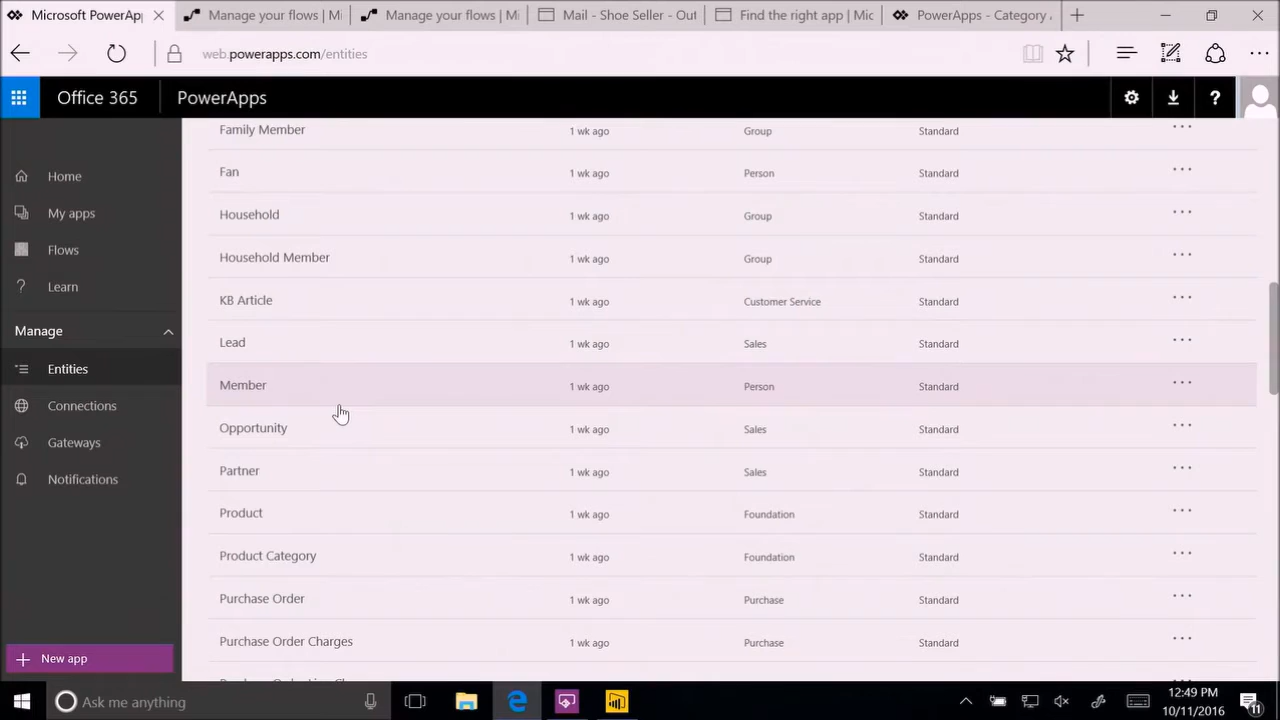 Microsoft PowerAp
Manage your flows | Mi
Manage your flows | Mi
Mail - Shoe Seller - Out
Find the right app | Mic
PowerApps - Category A
web.powerapps.com/entities
Office 365
PowerApps
?
Family Member 1 wk ago Group Standard ...
Fan 1 wk ago Person Standard ...
Household 1 wk ago Group Standard ...
Household Member 1 wk ago Group Standard ...
KB Article 1 wk ago Customer Service Standard ...
Lead 1 wk ago Sales Standard ...
Member 1 wk ago Person Standard ...
Opportunity 1 wk ago Sales Standard ...
Partner 1 wk ago Sales Standard ...
Product 1 wk ago Foundation Standard ...
Product Category 1 wk ago Foundation Standard ...
Purchase Order 1 wk ago Purchase Standard ...
Purchase Order Charges 1 wk ago Purchase Standard ...
Home
My apps
Flows
? Learn
Manage
Entities
Connections
Gateways
Notifications
New app
Ask me anything
12:49 PM
10/11/2016
11